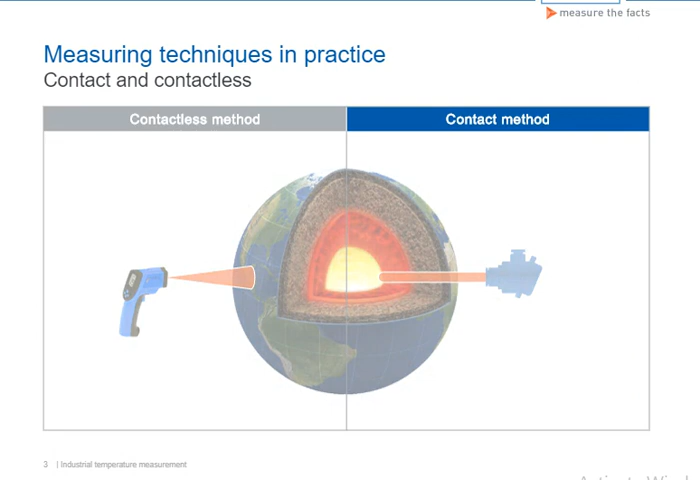 measure the facts
Measuring techniques in practice
Contact and contactless
Contactless method
Contact method
3 | Industrial temperature measurement